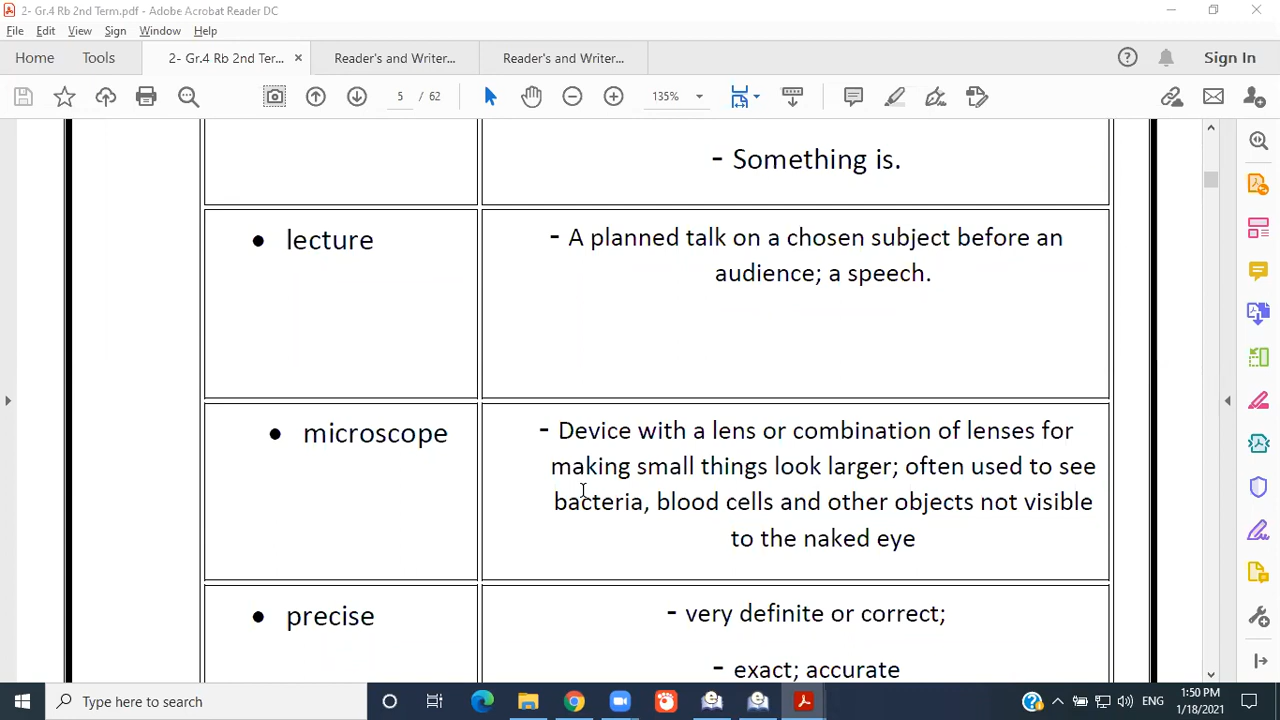 2- Gr.4 Rb 2nd Term.pdf - Adobe Acrobat Reader DC
File Edit View Sign Window Help
Home Tools 2- Gr.4 Rb 2nd Ter... × Reader's and Writer... Reader's and Writer... Sign In
5 / 62 135%
- Something is.
• lecture
- A planned talk on a chosen subject before an
audience; a speech.
• microscope
- Device with a lens or combination of lenses for
making small things look larger; often used to see
bacteria, blood cells and other objects not visible
to the naked eye
• precise
- very definite or correct;
- exact; accurate
Type here to search
ENG
1:50 PM
1/18/2021